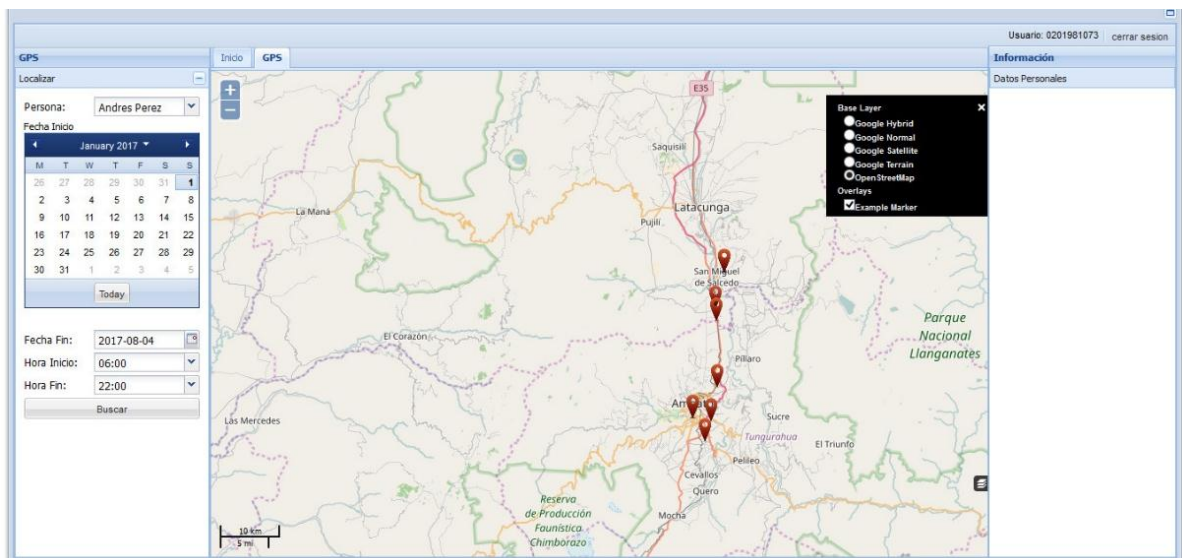 Usuario: 0201981073 cerrar sesion
GPS
Inicio GPS
Información
Localizar
Datos Personales
Persona: Andres Perez
Fecha Inicio
January 2017
M T W T F S S
26 27 28 29 30 31 1
2 3 4 5 6 7 8
9 10 11 12 13 14 15
16 17 18 19 20 21 22
23 24 25 26 27 28 29
30 31 1 2 3 4 5
Today
Fecha Fin: 2017-08-04
Hora Inicio: 06:00
Hora Fin: 22:00
Buscar
+
−
E35
Saquisilí
La Maná
Latacunga
Pujilí
San Miguel
de Salcedo
El Corazón
Píllaro
Parque
Nacional
Llanganates
Las Mercedes
Sucre
Tungurahua
El Triunfo
Pelileo
Cevallos
Quero
Mocha
Reserva
de Producción
Faunística
Chimborazo
10 km
5 mi
Base Layer
Google Hybrid
Google Normal
Google Satellite
Google Terrain
OpenStreetMap
Overlays
Example Marker